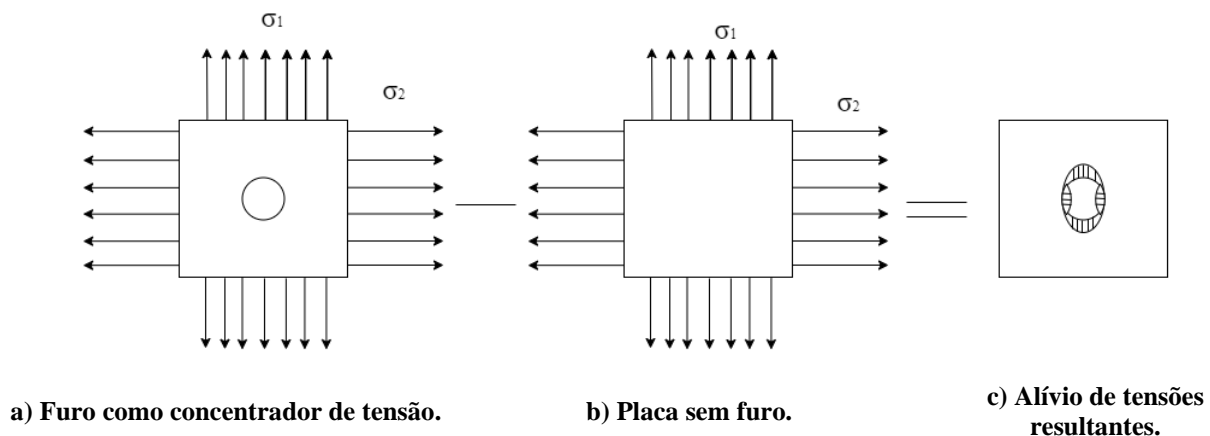 σ1
σ2
σ1
σ2
a) Furo como concentrador de tensão.
b) Placa sem furo.
c) Alívio de tensões
resultantes.